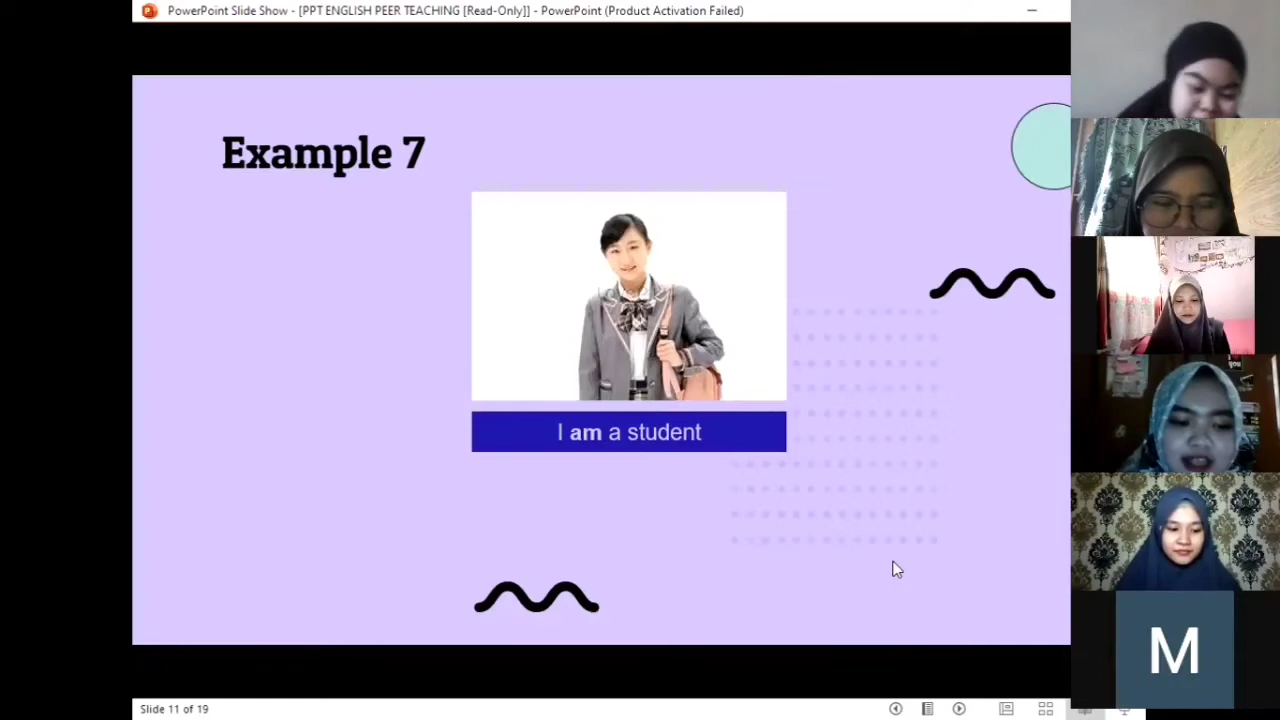 PowerPoint Slide Show - [PPT ENGLISH PEER TEACHING [Read-Only]] - PowerPoint (Product Activation Failed)
Example 7
I am a student
M
Slide 11 of 19